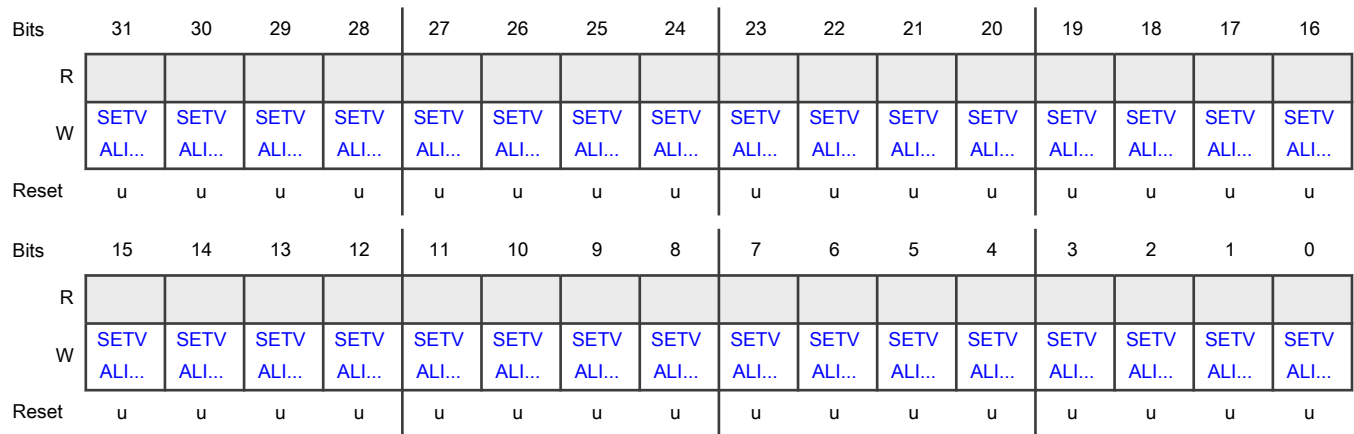 Bits 31 30 29 28 27 26 25 24 23 22 21 20 19 18 17 16
R
W SETV SETV SETV SETV SETV SETV SETV SETV SETV SETV SETV SETV SETV SETV SETV SETV
ALI... ALI... ALI... ALI... ALI... ALI... ALI... ALI... ALI... ALI... ALI... ALI... ALI... ALI... ALI... ALI...
Reset u u u u u u u u u u u u u u u u
Bits 15 14 13 12 11 10 9 8 7 6 5 4 3 2 1 0
R
W SETV SETV SETV SETV SETV SETV SETV SETV SETV SETV SETV SETV SETV SETV SETV SETV
ALI... ALI... ALI... ALI... ALI... ALI... ALI... ALI... ALI... ALI... ALI... ALI... ALI... ALI... ALI... ALI...
Reset u u u u u u u u u u u u u u u u